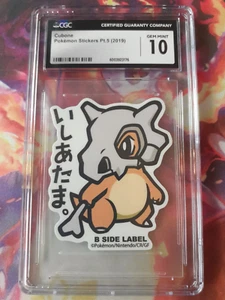 CGC
CERTIFIED GUARANTY COMPANY
Cubone
Pokémon Stickers Pt.5 (2019)
GEM MINT
10
いしあたま。
B SIDE LABEL
©Pokémon/Nintendo/CR/GF